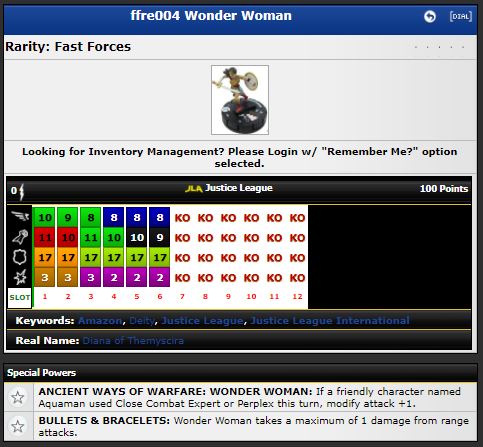 ffre004 Wonder Woman
[DIAL]
Rarity: Fast Forces
Looking for Inventory Management? Please Login w/ "Remember Me?" option
selected.
0 JLA Justice League 100 Points
10 9 8 8 8 8 KO KO KO KO KO KO
11 10 11 10 10 9 KO KO KO KO KO KO
17 17 17 17 17 17 KO KO KO KO KO KO
3 3 3 2 2 2 KO KO KO KO KO KO
SLOT 1 2 3 4 5 6 7 8 9 10 11 12
Keywords: Amazon, Deity, Justice League, Justice League International
Real Name: Diana of Themyscira
Special Powers
ANCIENT WAYS OF WARFARE: WONDER WOMAN: If a friendly character named
Aquaman used Close Combat Expert or Perplex this turn, modify attack +1.
BULLETS & BRACELETS: Wonder Woman takes a maximum of 1 damage from range
attacks.